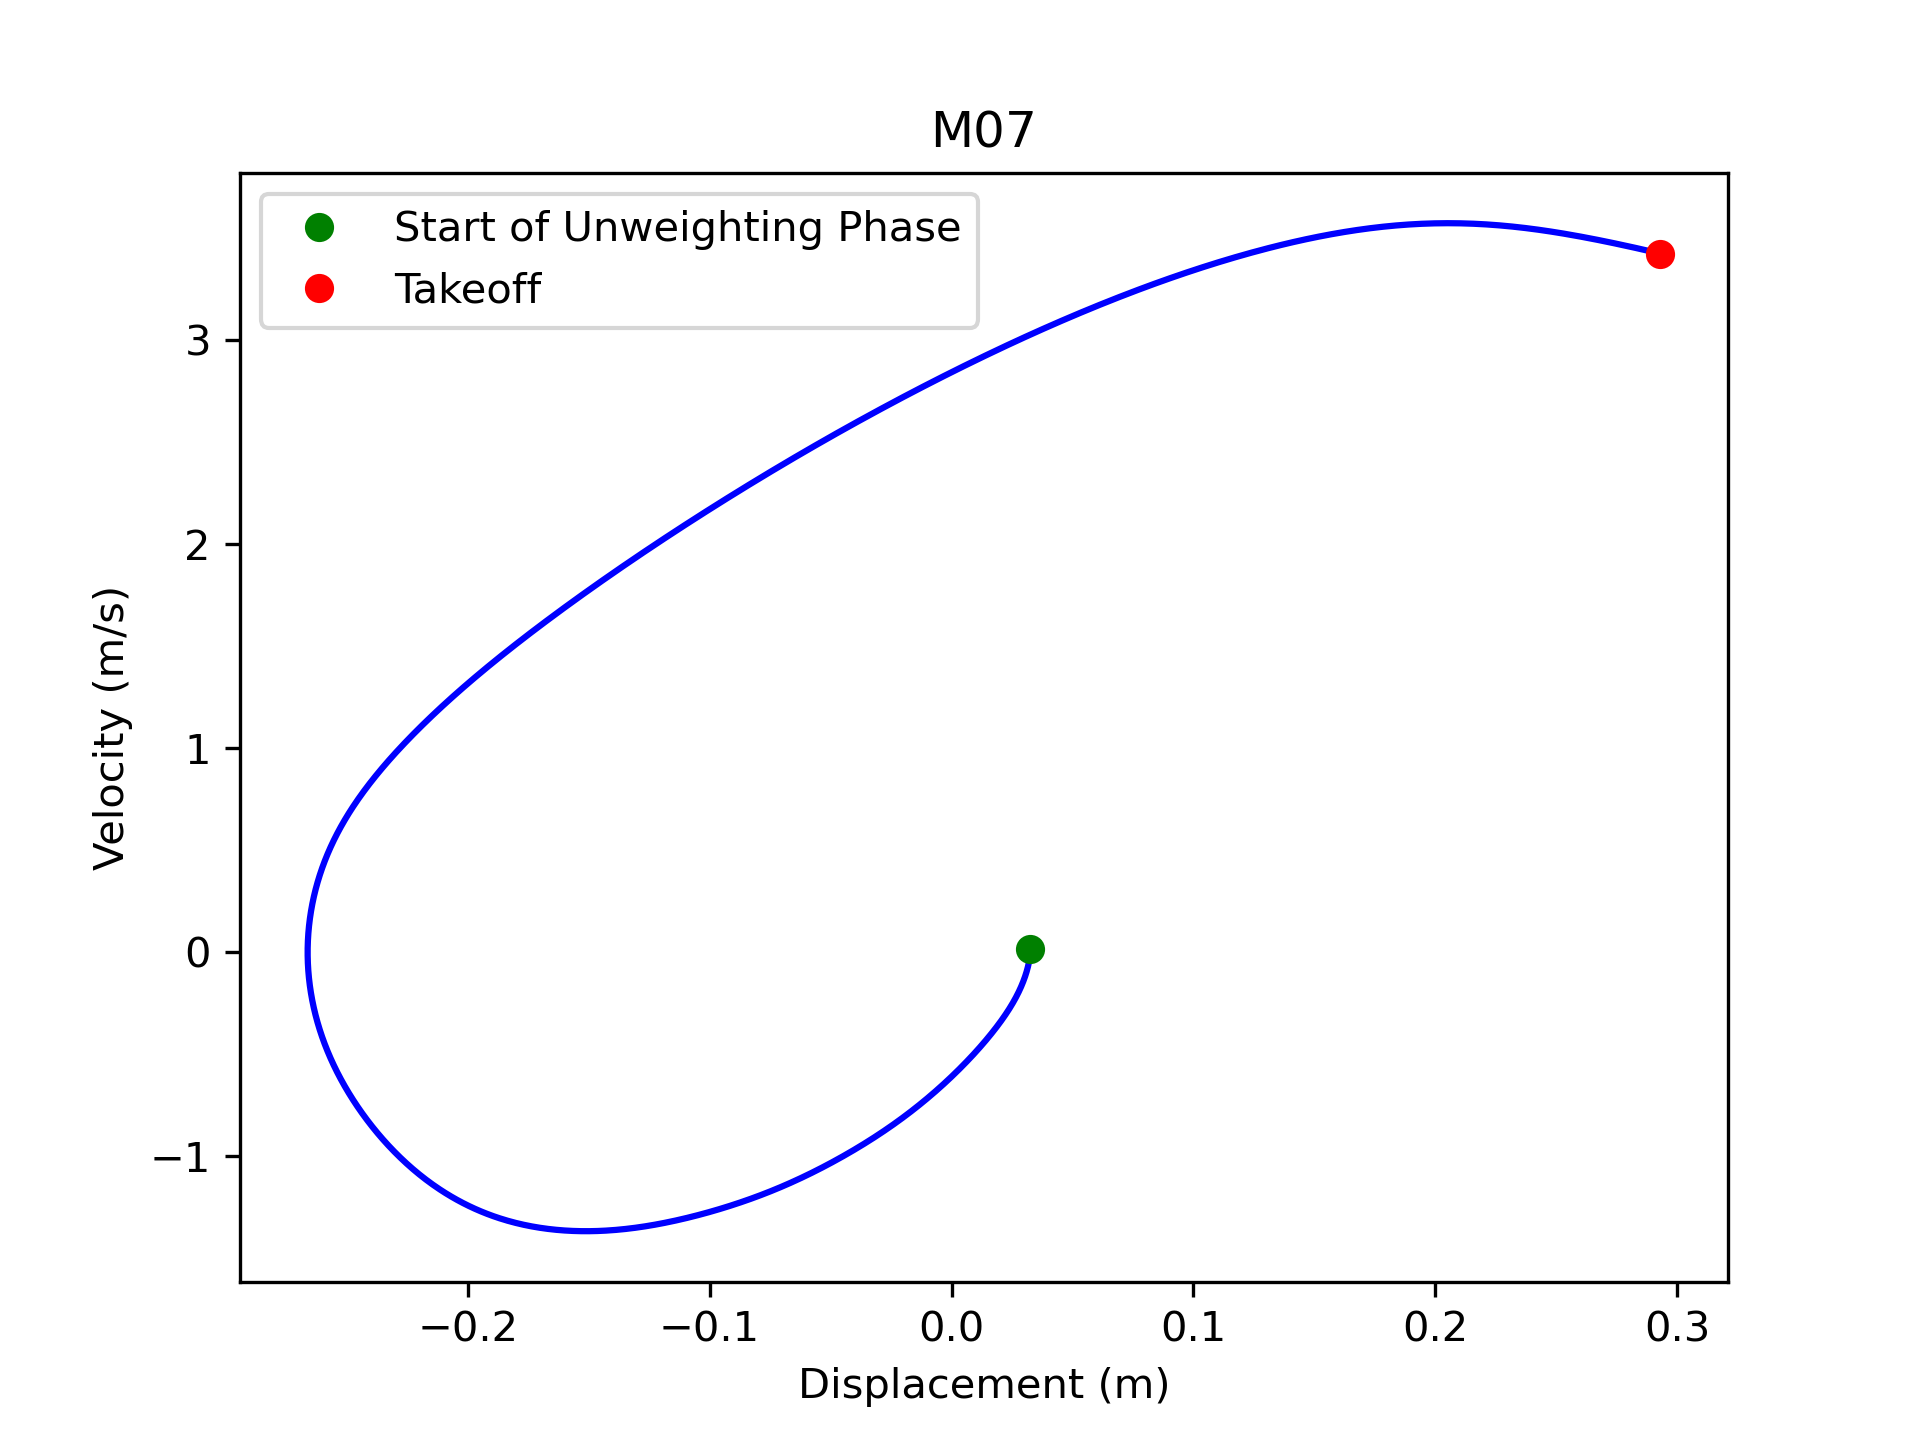 M07
Start of Unweighting Phase
Takeoff
3
2
1
0
−1
Velocity (m/s)
−0.2 −0.1 0.0 0.1 0.2 0.3
Displacement (m)